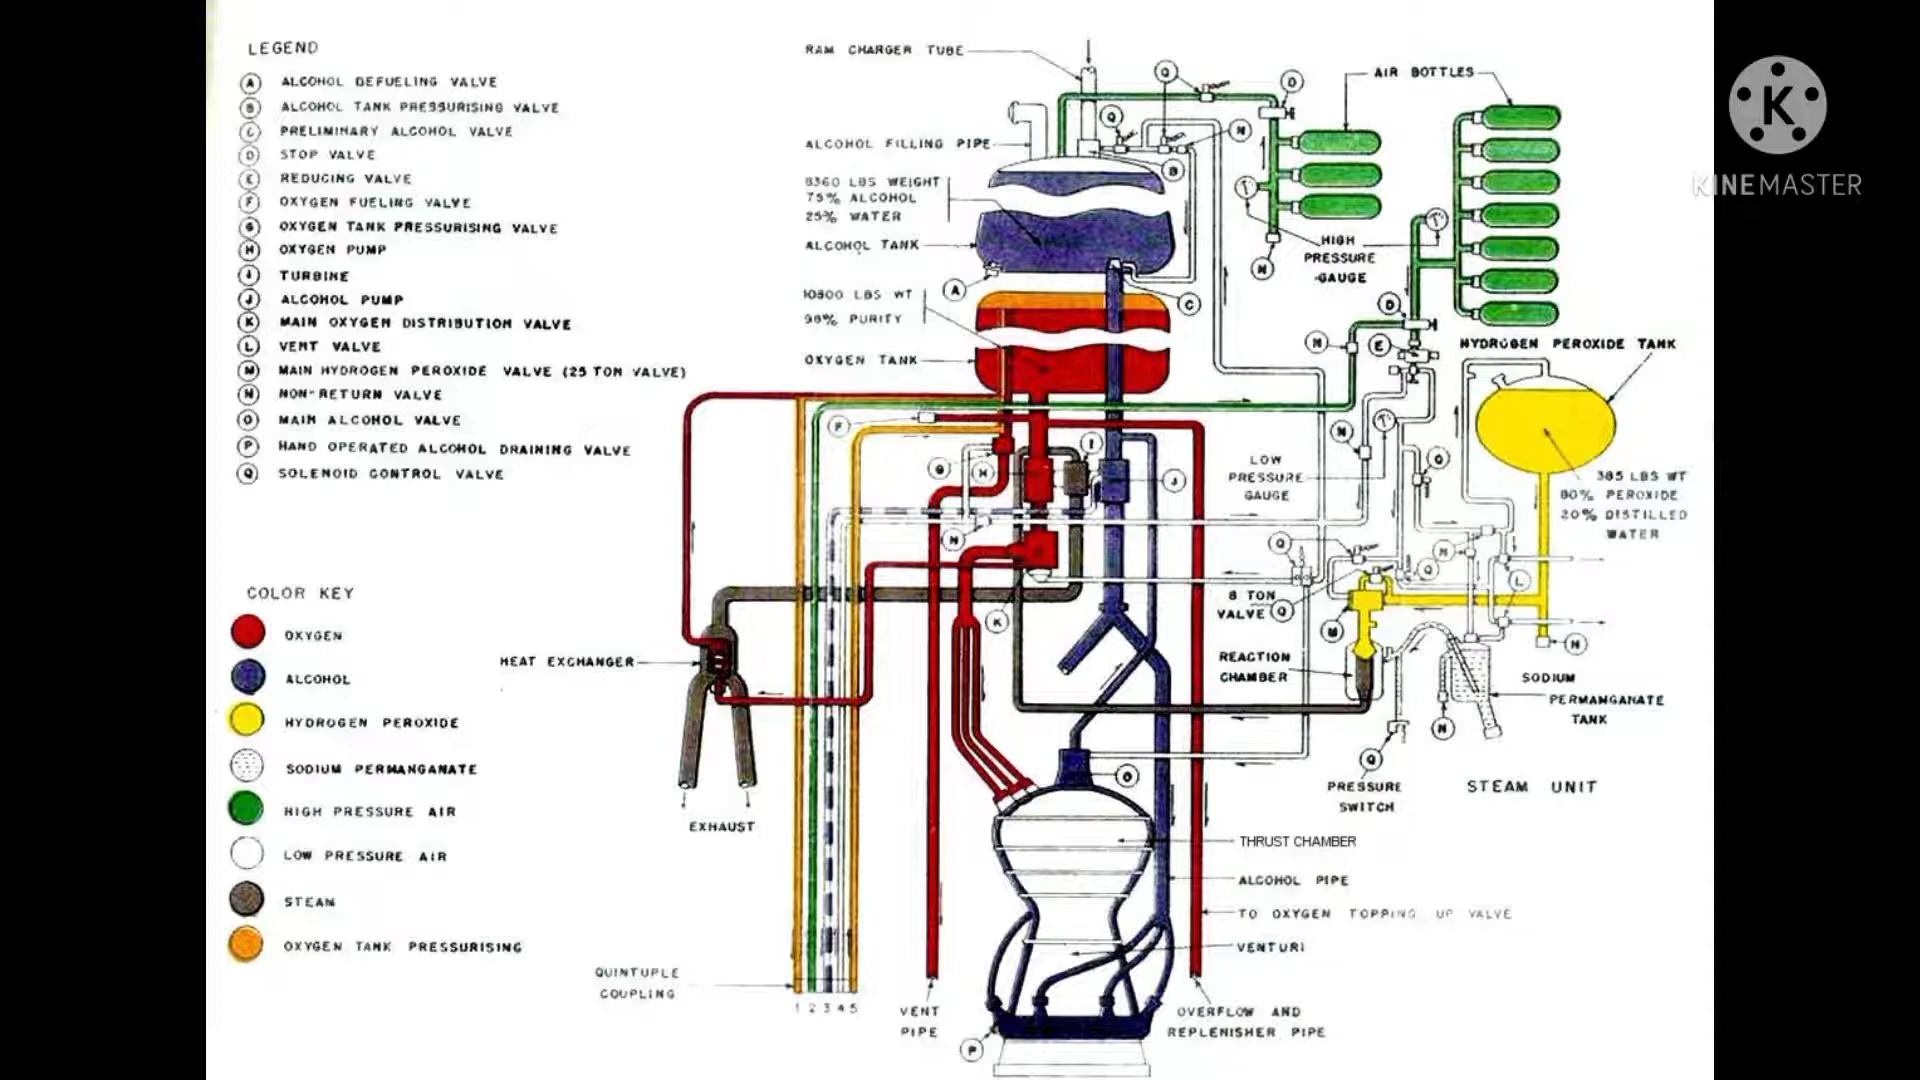 LEGEND
A ALCOHOL DEFUELING VALVE
B ALCOHOL TANK PRESSURISING VALVE
C PRELIMINARY ALCOHOL VALVE
D STOP VALVE
E REDUCING VALVE
F OXYGEN FUELING VALVE
G OXYGEN TANK PRESSURISING VALVE
H OXYGEN PUMP
I TURBINE
J ALCOHOL PUMP
K MAIN OXYGEN DISTRIBUTION VALVE
L VENT VALVE
M MAIN HYDROGEN PEROXIDE VALVE (25 TON VALVE)
N NON-RETURN VALVE
O MAIN ALCOHOL VALVE
P HAND OPERATED ALCOHOL DRAINING VALVE
Q SOLENOID CONTROL VALVE
COLOR KEY
OXYGEN
ALCOHOL
HYDROGEN PEROXIDE
SODIUM PERMANGANATE
HIGH PRESSURE AIR
LOW PRESSURE AIR
STEAM
OXYGEN TANK PRESSURISING
RAM CHARGER TUBE
ALCOHOL FILLING PIPE
8360 LBS WEIGHT
75% ALCOHOL
25% WATER
ALCOHOL TANK
10800 LBS WT
98% PURITY
OXYGEN TANK
AIR BOTTLES
HIGH
PRESSURE
GAUGE
HYDROGEN PEROXIDE TANK
385 LBS WT
80% PEROXIDE
20% DISTILLED
WATER
LOW
PRESSURE
GAUGE
8 TON
VALVE
REACTION
CHAMBER
SODIUM
PERMANGANATE
TANK
PRESSURE
SWITCH
STEAM UNIT
HEAT EXCHANGER
EXHAUST
QUINTUPLE
COUPLING
1 2 3 4 5
VENT
PIPE
THRUST CHAMBER
ALCOHOL PIPE
TO OXYGEN TOPPING UP VALVE
VENTURI
OVERFLOW AND
REPLENISHER PIPE
Q
D
Q
N
B
T
N
A
C
T
D
N
E
F
I
T
N
Q
G
H
J
N
Q
N
Q
L
Q
K
M
N
N
Q
O
P
K
KINEMASTER